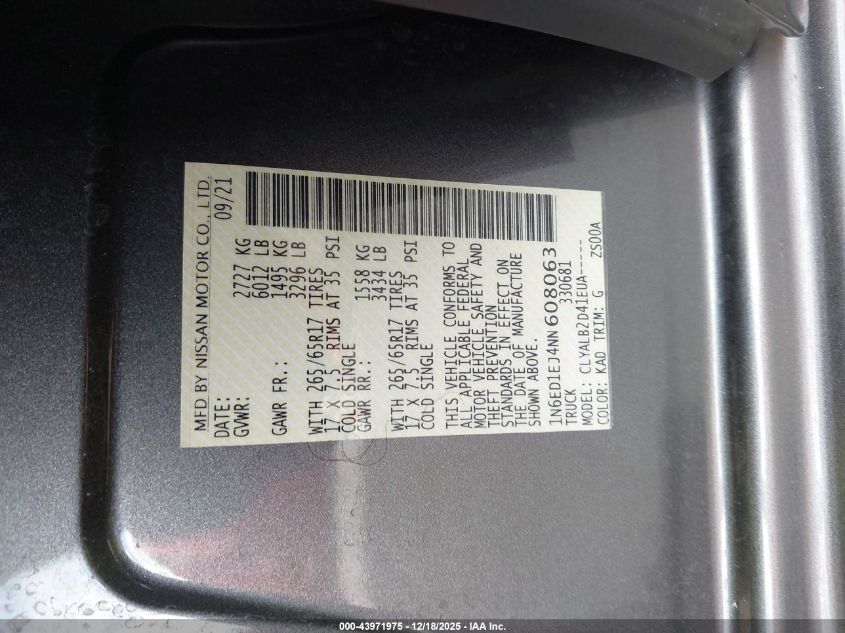 MFD BY NISSAN MOTOR CO., LTD.
DATE: 09/21
GVWR: 2727 KG
6012 LB
GAWR FR.: 1495 KG
3296 LB
WITH 265/65R17 TIRES
17 X 7.5 RIMS AT 35 PSI
COLD SINGLE
GAWR RR.: 1558 KG
3434 LB
WITH 265/65R17 TIRES
17 X 7.5 RIMS AT 35 PSI
COLD SINGLE
THIS VEHICLE CONFORMS TO
ALL APPLICABLE FEDERAL
MOTOR VEHICLE SAFETY AND
THEFT PREVENTION
STANDARDS IN EFFECT ON
THE DATE OF MANUFACTURE
SHOWN ABOVE.
1N6ED1EJ4NN608063
TRUCK 330681
MODEL: CLYALB2D41EUA-----
COLOR: KAD TRIM: G ZS00A
000-43971975 - 12/18/2025 - IAA Inc.